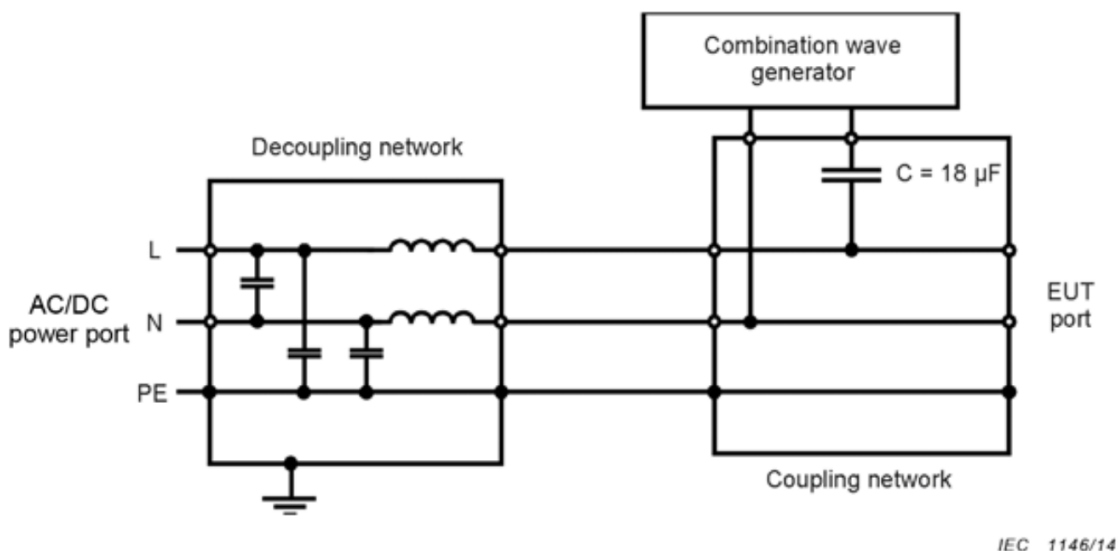 Combination wave
generator
Decoupling network
C = 18 µF
L
AC/DC
power port
N
EUT
port
PE
Coupling network
IEC 1146/14